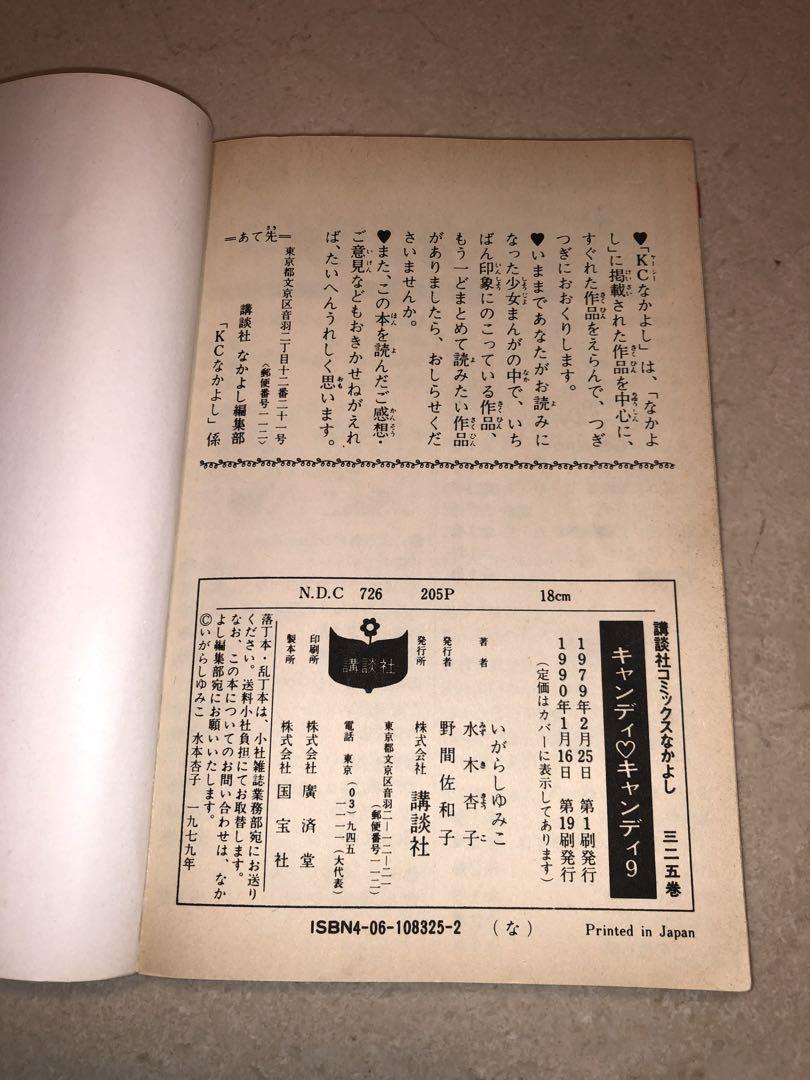 ♥「KCなかよし」は、「なかよ
し」に掲載された作品を中心に、
すぐれた作品をえらんで、つぎ
つぎにおおくりします。
♥いままであなたがお読みに
なった少女まんがの中で、いち
ばん印象にのこっている作品、
もう一どまとめて読みたい作品
がありましたら、おしらせくだ
さいませんか。
♥また、この本を読んだご感想・
ご意見などもおきかせねがえれ
ば、たいへんうれしく思います。
=あて先=
東京都文京区音羽二丁目十二番二十一号
(郵便番号一一二)
講談社 なかよし編集部
「KCなかよし」係
N.D.C 726 205P 18cm
講談社コミックスなかよし 三二五巻
キャンディ♡キャンディ9
1979年2月25日 第1刷発行
1990年1月16日 第19刷発行
(定価はカバーに表示してあります)
著者 いがらしゆみこ
水木杏子
発行者 野間佐和子
発行所 株式会社 講談社
東京都文京区音羽二―一二―二一
(郵便番号一一二)
電話 東京(03)九四五
一一一一(大代表)
講談社
印刷所 株式会社 廣済堂
製本所 株式会社 国宝社
落丁本・乱丁本は、小社雑誌業務部宛にお送り
ください。送料小社負担にてお取替します。
なお、この本についてのお問い合わせは、なか
よし編集部宛にお願いいたします。
©いがらしゆみこ 水木杏子 一九七九年
ISBN4-06-108325-2 (な) Printed in Japan